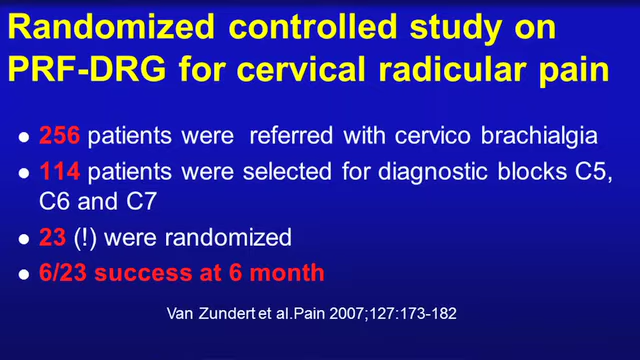 Randomized controlled study on
PRF-DRG for cervical radicular pain
● 256 patients were referred with cervico brachialgia
● 114 patients were selected for diagnostic blocks C5,
C6 and C7
● 23 (!) were randomized
● 6/23 success at 6 month
Van Zundert et al.Pain 2007;127:173-182